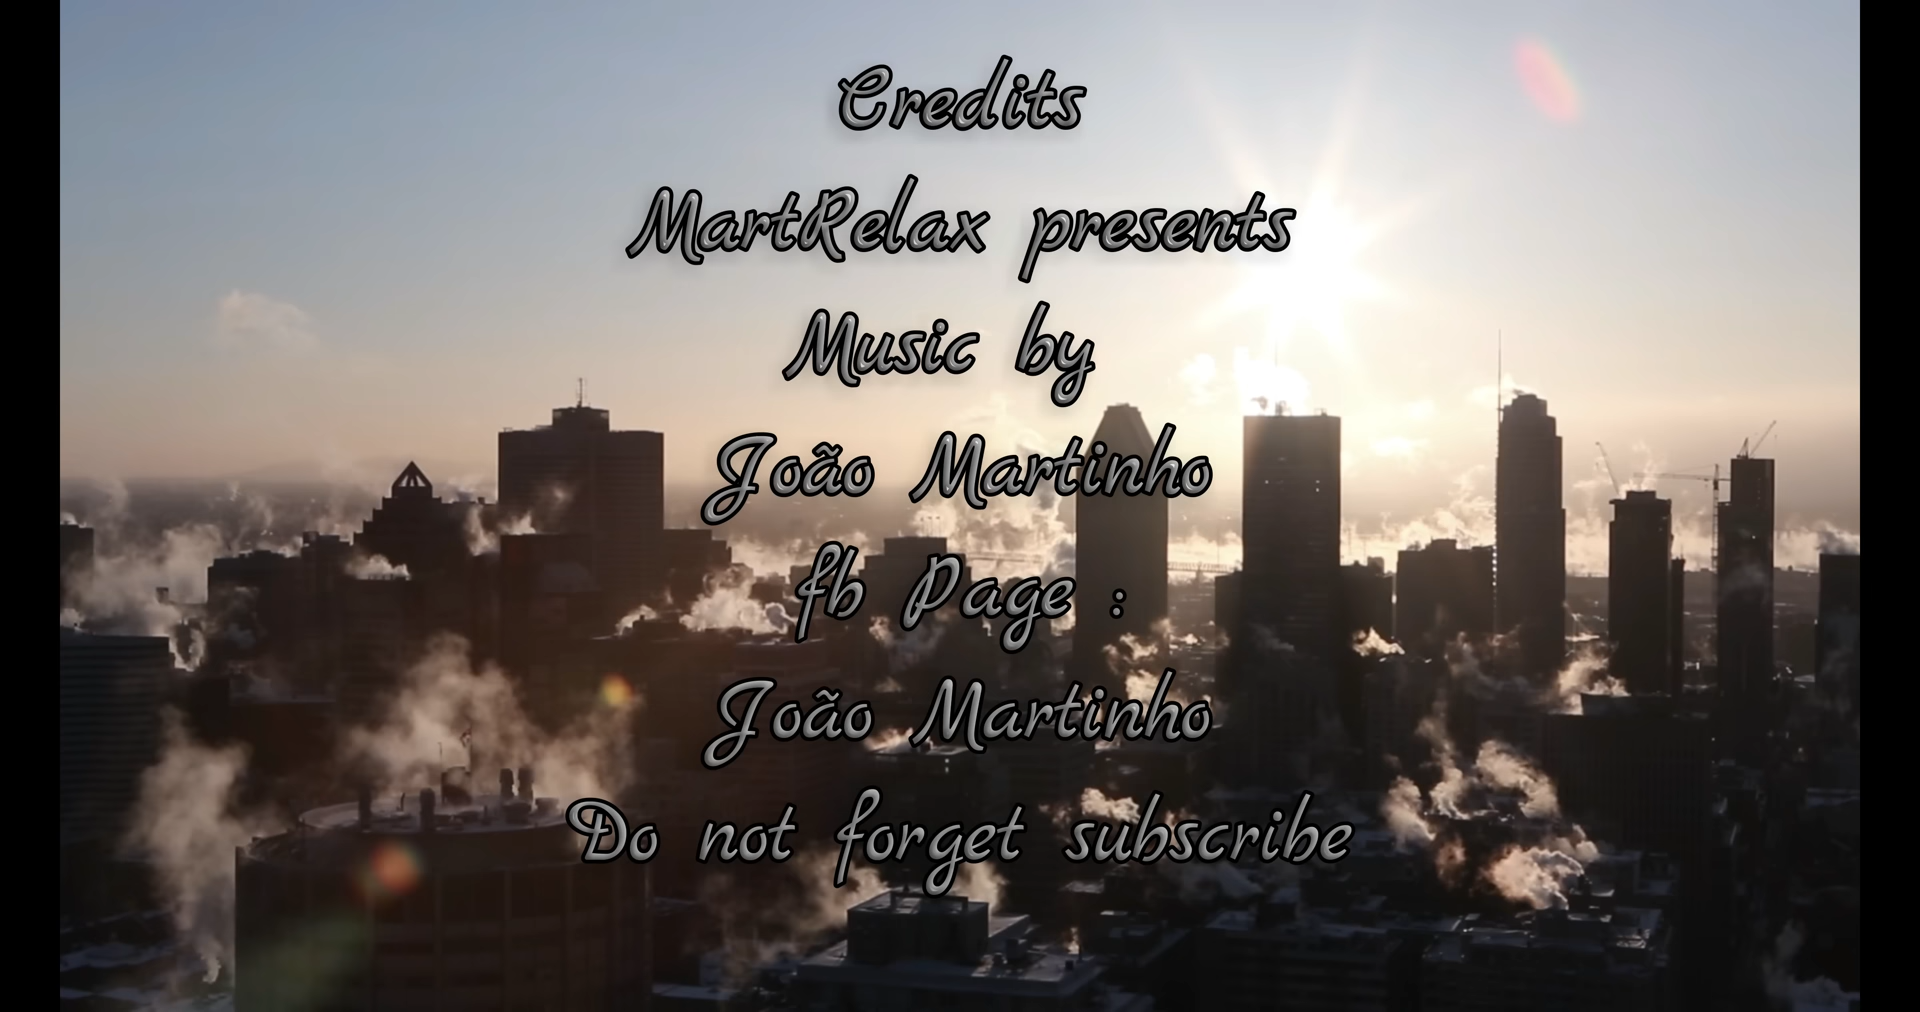 Credits
MartRelax presents
Music by
João Martinho
fb Page :
João Martinho
Do not forget subscribe